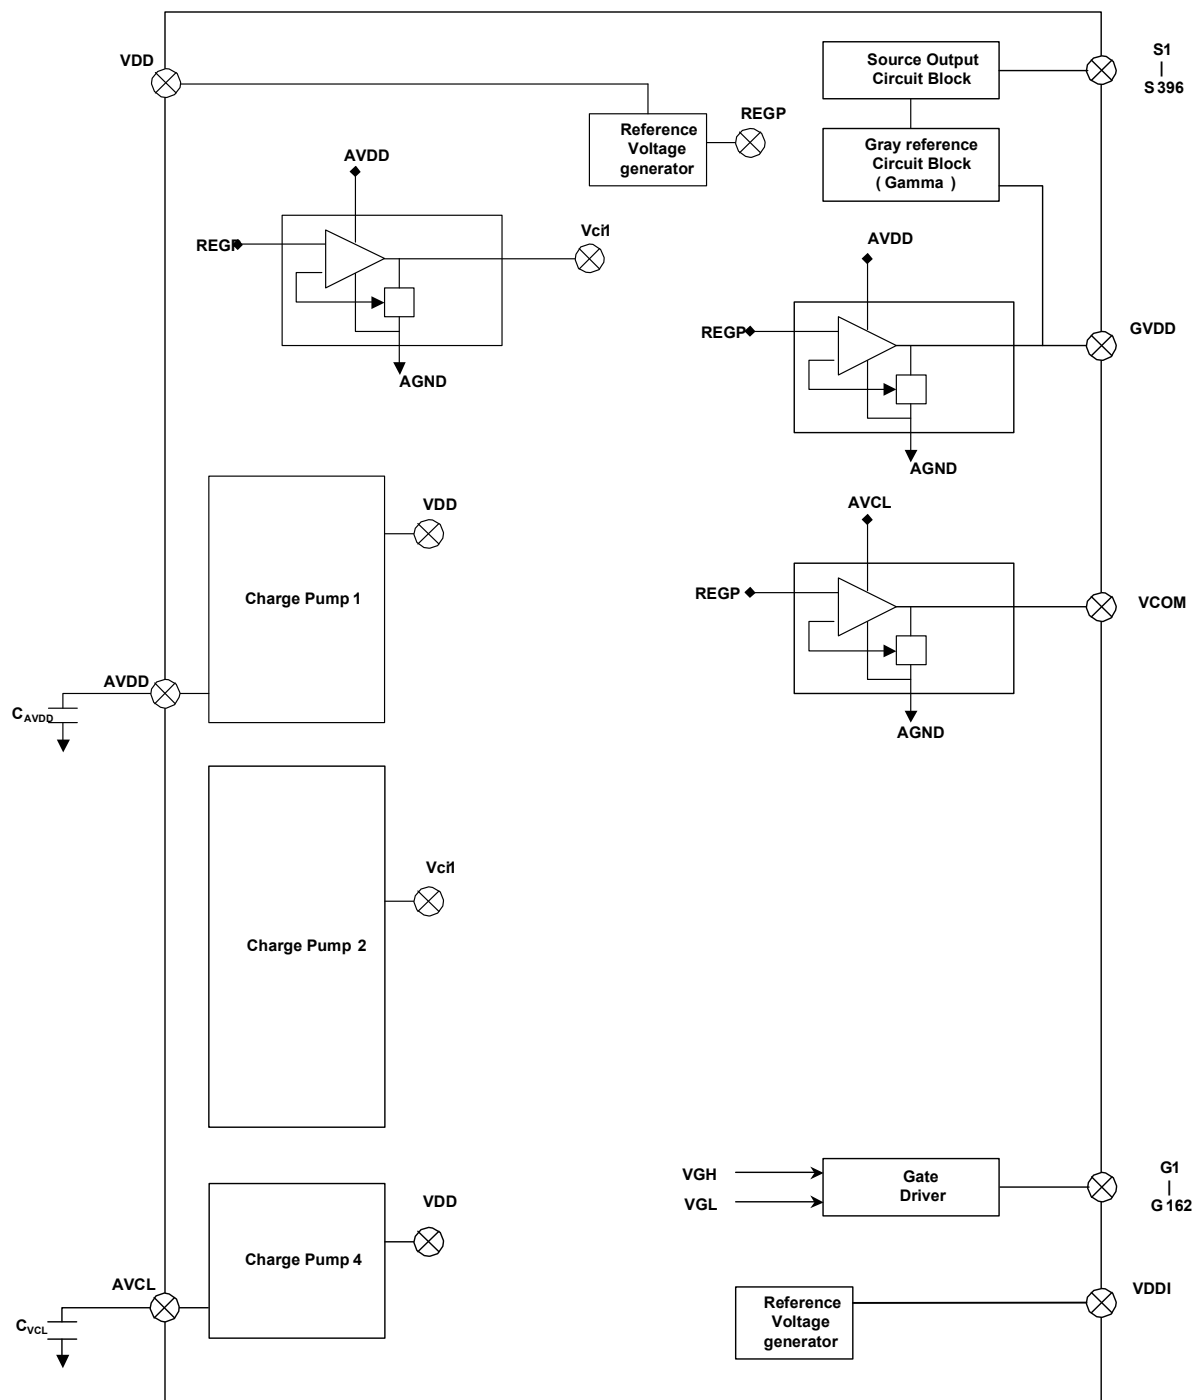 VDD
Source Output
Circuit Block
S1
S396
REGP
Reference
Voltage
generator
Gray reference
Circuit Block
( Gamma )
AVDD
REGP
Vci1
AGND
AVDD
REGP
GVDD
AGND
VDD
Charge Pump 1
AVDD
CAVDD
AVCL
REGP
VCOM
AGND
Vci1
Charge Pump 2
VGH
VGL
Gate
Driver
G1
G162
VDD
Charge Pump 4
AVCL
CVCL
Reference
Voltage
generator
VDDI